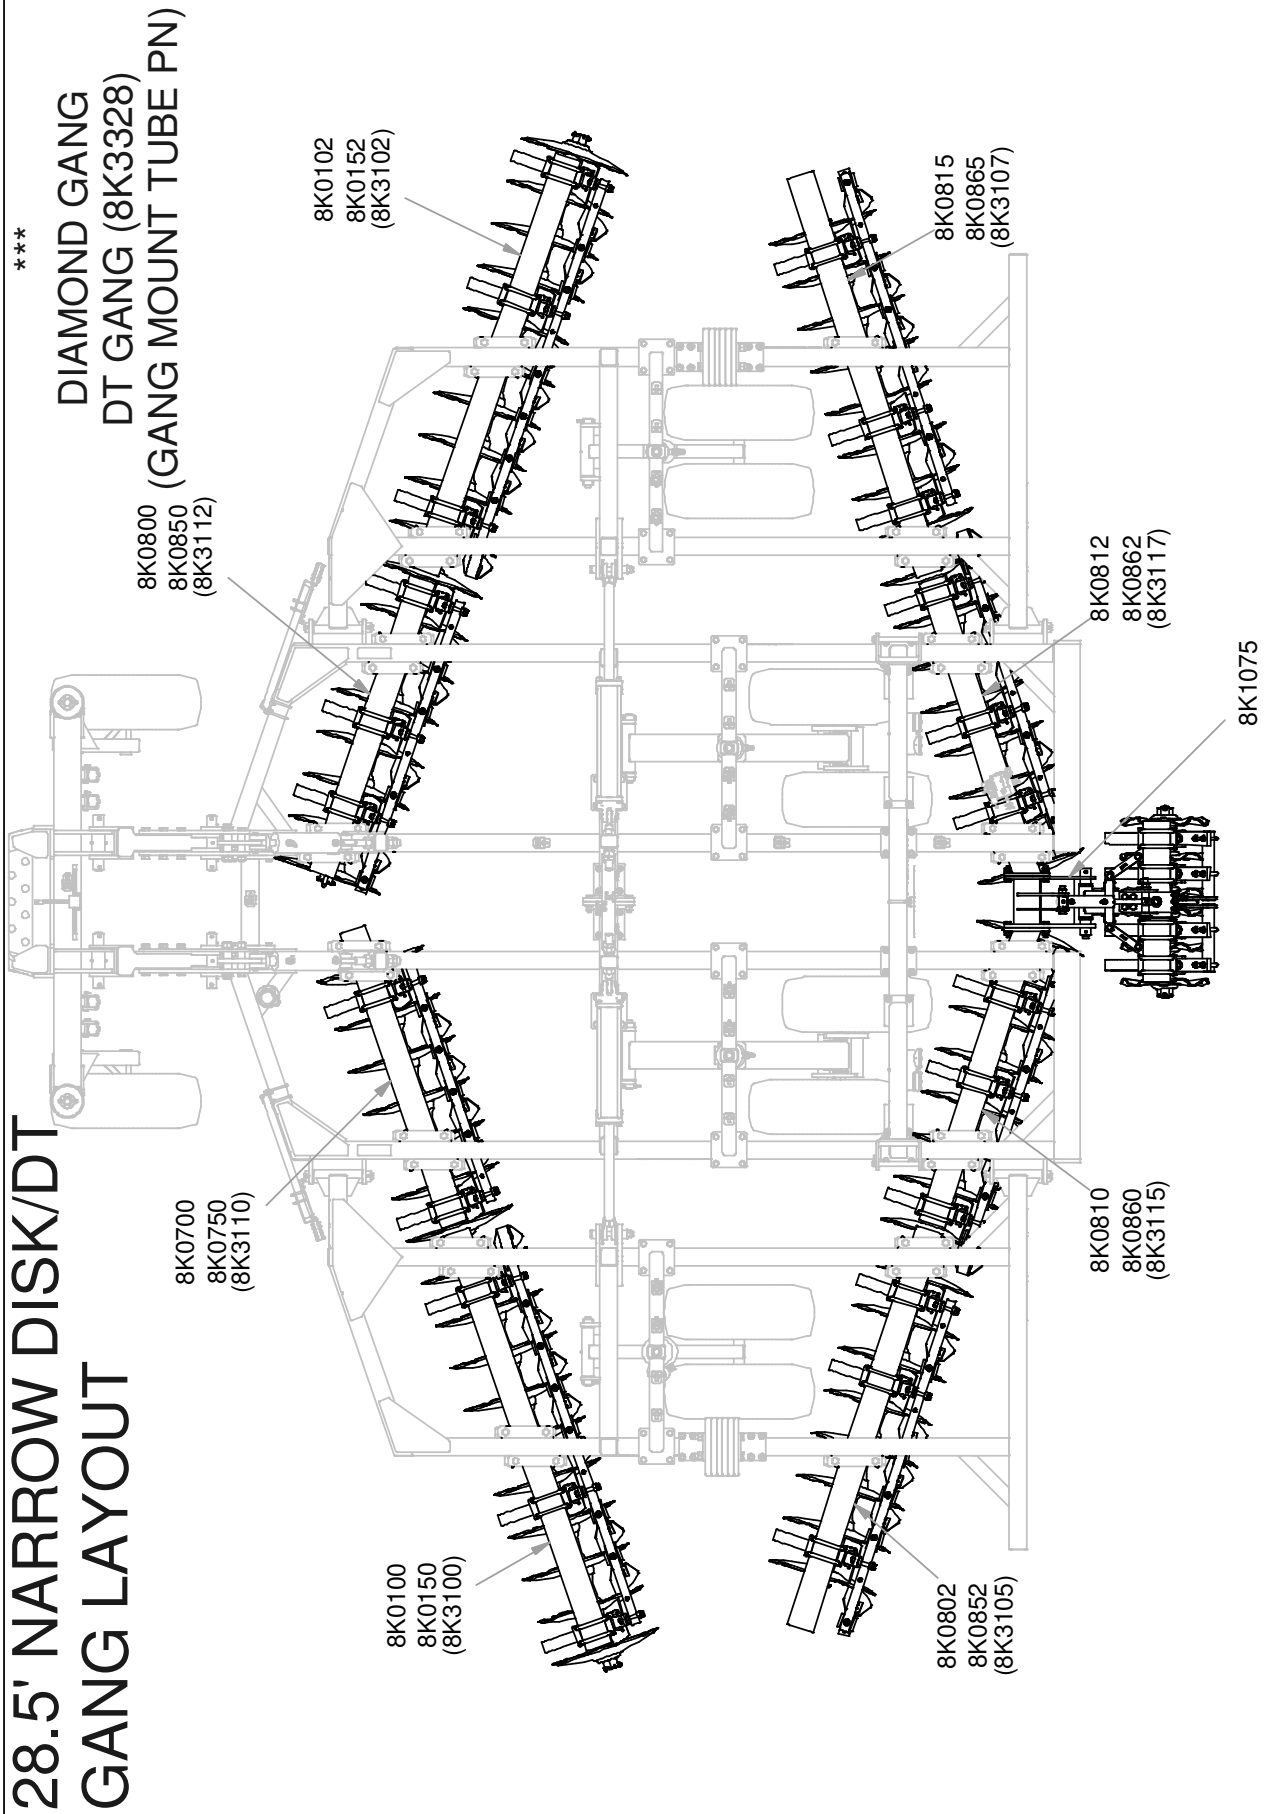 28.5' NARROW DISK/DT
GANG LAYOUT
***
DIAMOND GANG
DT GANG (8K3328)
(GANG MOUNT TUBE PN)
8K0100
8K0150
(8K3100)
8K0700
8K0750
(8K3110)
8K0800
8K0850
(8K3112)
8K0102
8K0152
(8K3102)
8K0802
8K0852
(8K3105)
8K0810
8K0860
(8K3115)
8K0812
8K0862
(8K3117)
8K0815
8K0865
(8K3107)
8K1075